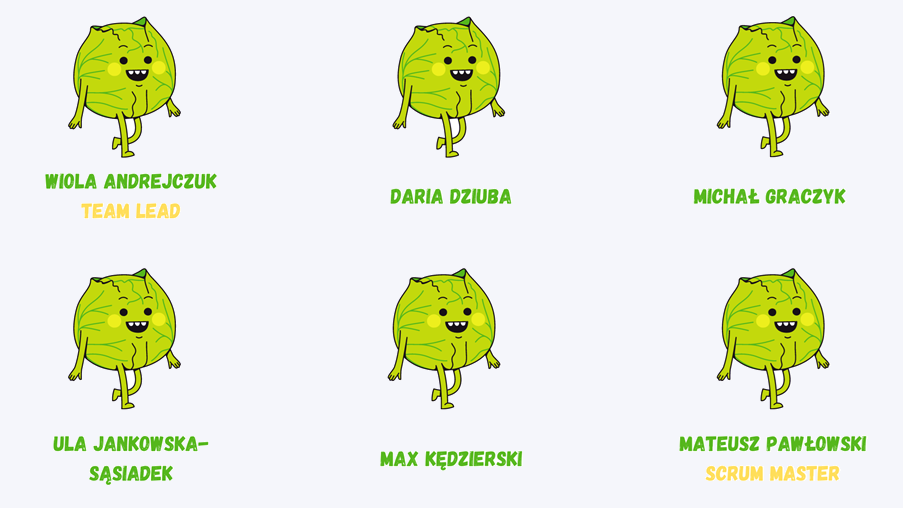 WIOLA ANDREJCZUK
TEAM LEAD
DARIA DZIUBA
MICHAŁ GRACZYK
ULA JANKOWSKA-
SĄSIADEK
MAX KĘDZIERSKI
MATEUSZ PAWŁOWSKI
SCRUM MASTER